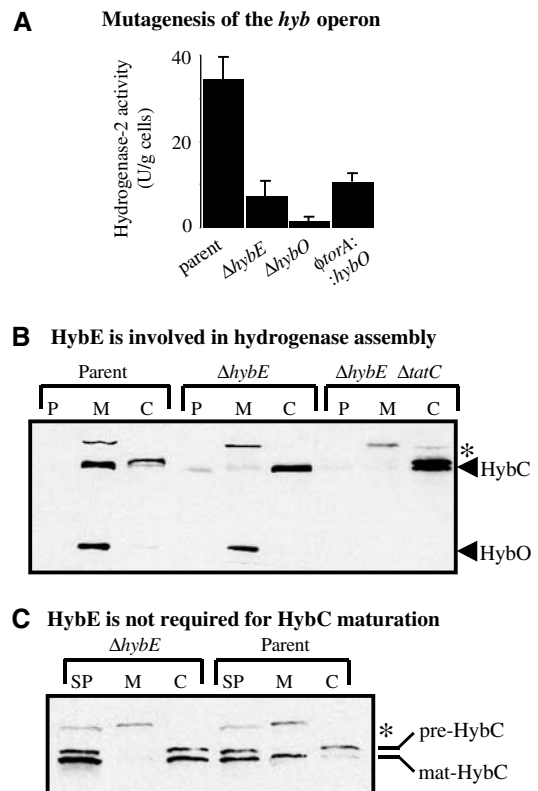 A Mutagenesis of the hyb operon
Hydrogenase-2 activity
(U/g cells)
40
20
0
parent
ΔhybE
ΔhybO
ϕtorA:
:hybO
B HybE is involved in hydrogenase assembly
Parent ΔhybE ΔhybE ΔtatC
P M C P M C P M C
*
HybC
HybO
C HybE is not required for HybC maturation
ΔhybE Parent
SP M C SP M C
*
pre-HybC
mat-HybC